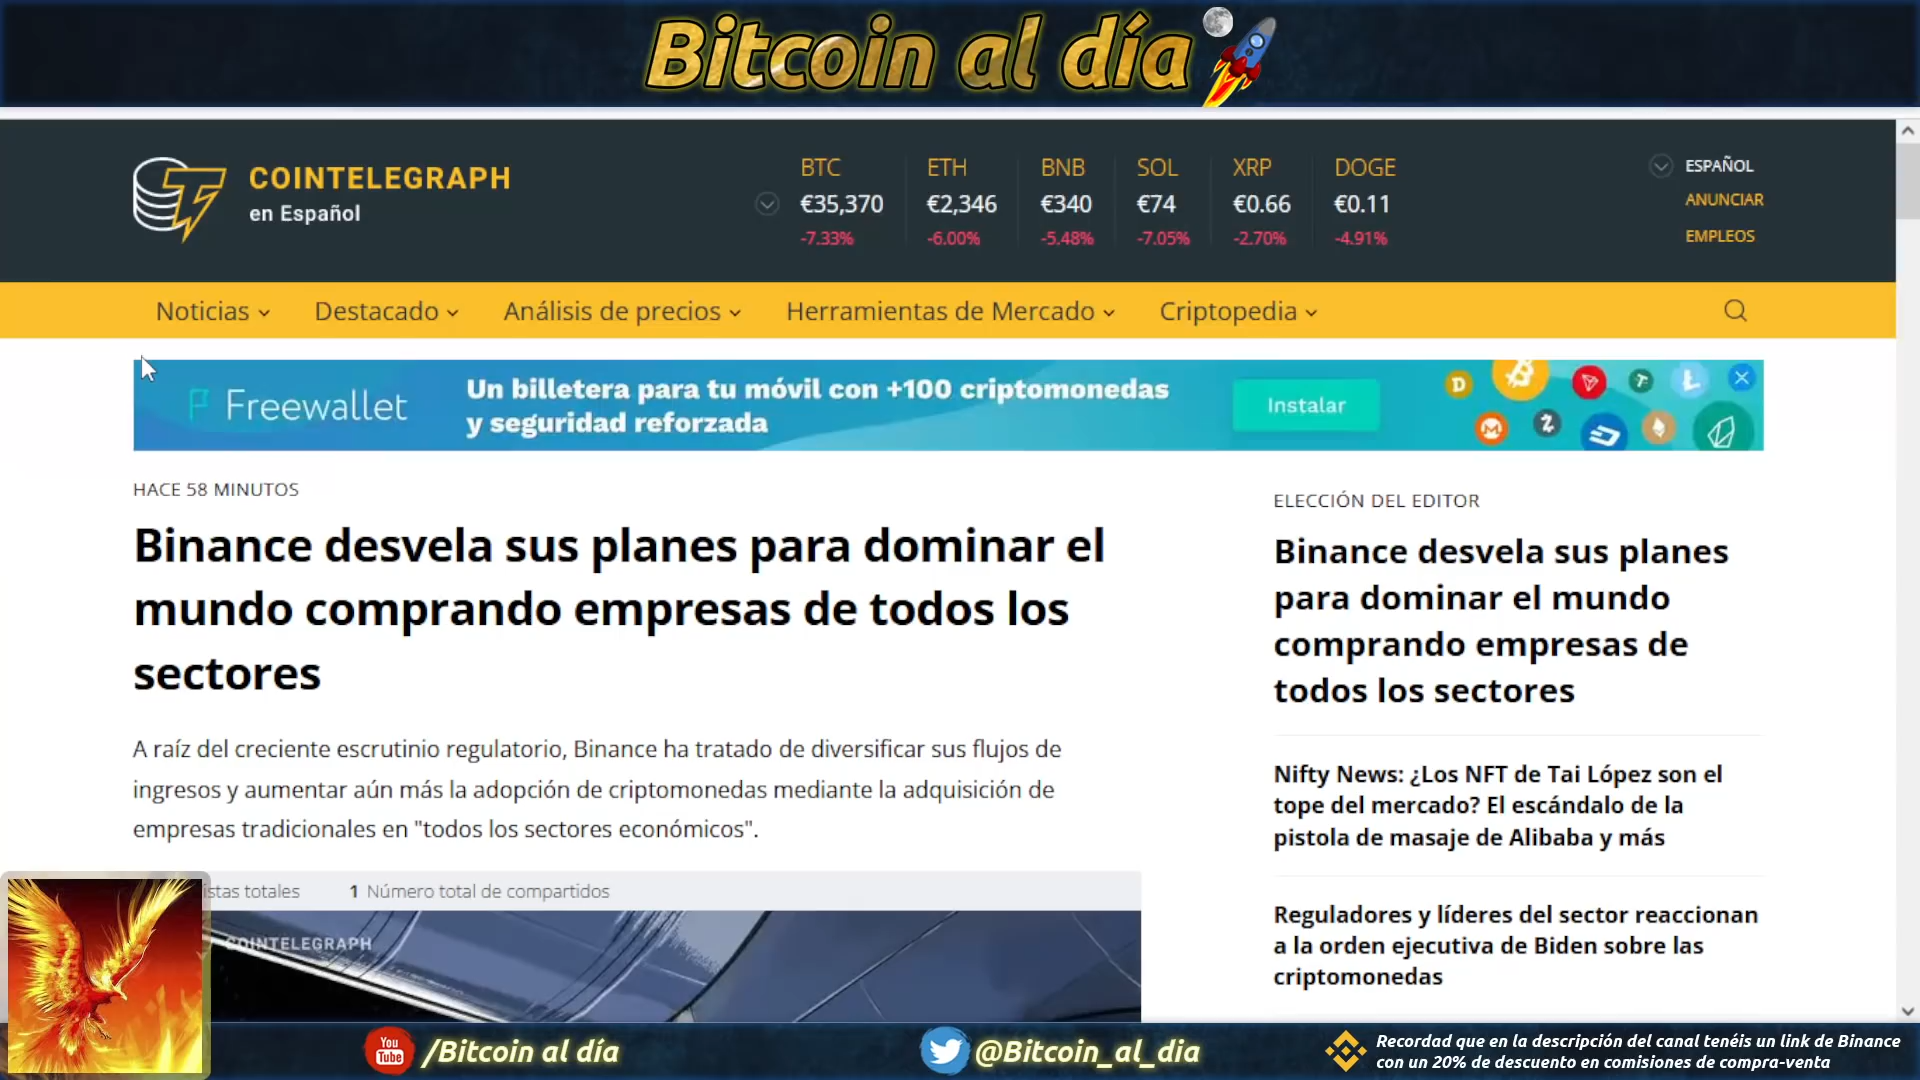 Bitcoin al día
COINTELEGRAPH
en Español
BTC ETH BNB SOL XRP DOGE
€35,370 €2,346 €340 €74 €0.66 €0.11
-7.33% -6.00% -5.48% -7.05% -2.70% -4.91%
ESPAÑOL
ANUNCIAR
EMPLEOS
Noticias Destacado Análisis de precios Herramientas de Mercado Criptopedia
Freewallet
Un billetera para tu móvil con +100 criptomonedas
y seguridad reforzada
Instalar
HACE 58 MINUTOS
Binance desvela sus planes para dominar el
mundo comprando empresas de todos los
sectores
A raíz del creciente escrutinio regulatorio, Binance ha tratado de diversificar sus flujos de
ingresos y aumentar aún más la adopción de criptomonedas mediante la adquisición de
empresas tradicionales en "todos los sectores económicos".
istas totales 1 Número total de compartidos
COINTELEGRAPH
ELECCIÓN DEL EDITOR
Binance desvela sus planes
para dominar el mundo
comprando empresas de
todos los sectores
Nifty News: ¿Los NFT de Tai López son el
tope del mercado? El escándalo de la
pistola de masaje de Alibaba y más
Reguladores y líderes del sector reaccionan
a la orden ejecutiva de Biden sobre las
criptomonedas
You
Tube
/Bitcoin al día
@Bitcoin_al_dia
Recordad que en la descripción del canal tenéis un link de Binance
con un 20% de descuento en comisiones de compra-venta